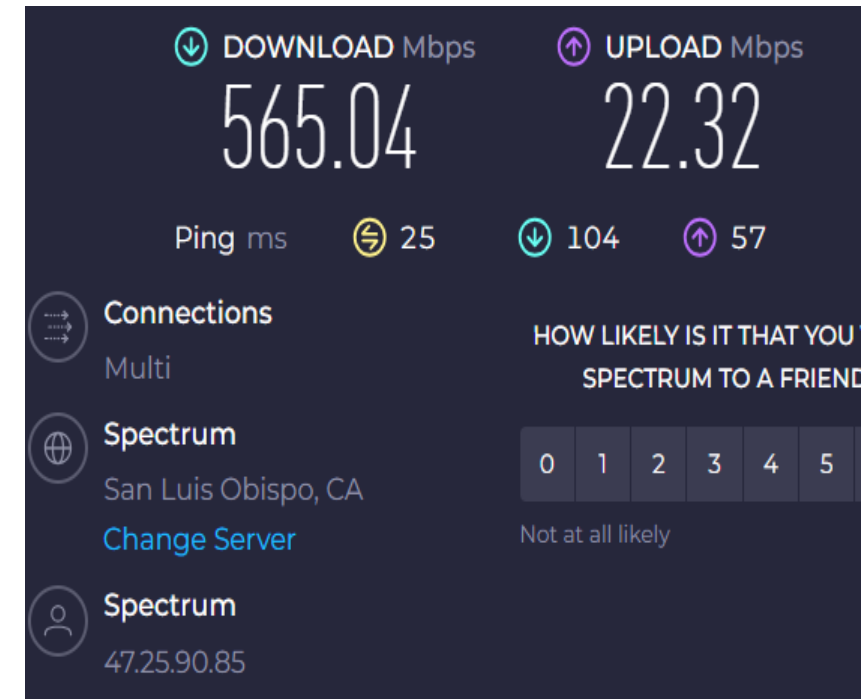 DOWNLOAD Mbps
UPLOAD Mbps
565.04
22.32
Ping ms 25 104 57
Connections
Multi
Spectrum
San Luis Obispo, CA
Change Server
Spectrum
47.25.90.85
HOW LIKELY IS IT THAT YOU
SPECTRUM TO A FRIEND
0 1 2 3 4 5
Not at all likely